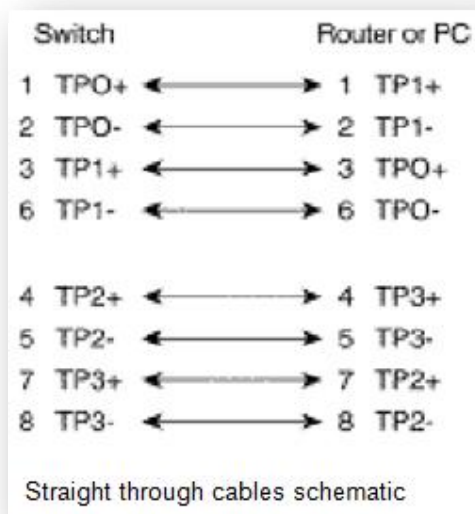 Switch Router or PC
1 TPO+ 1 TP1+
2 TPO- 2 TP1-
3 TP1+ 3 TPO+
6 TP1- 6 TPO-
4 TP2+ 4 TP3+
5 TP2- 5 TP3-
7 TP3+ 7 TP2+
8 TP3- 8 TP2-
Straight through cables schematic